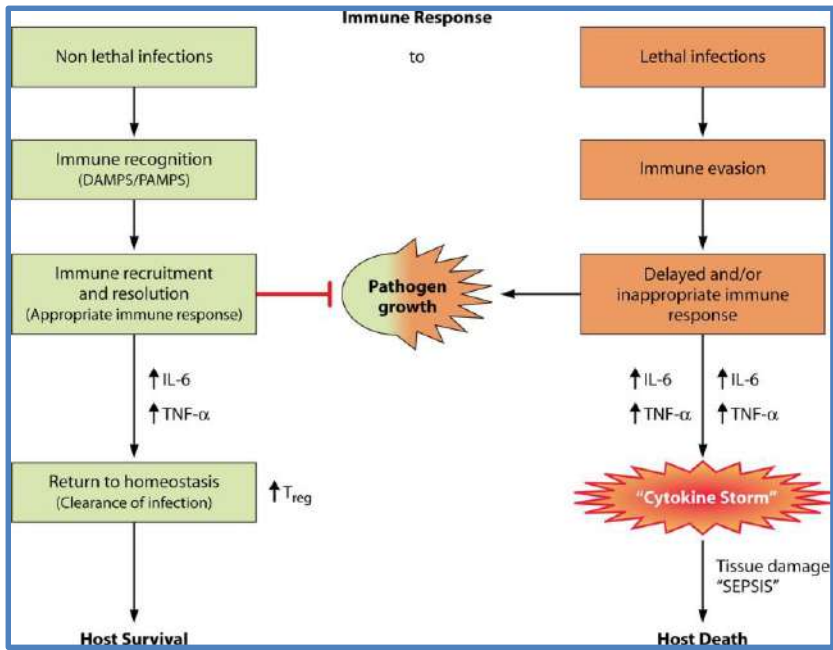 Immune Response
to
Non lethal infections
Lethal infections
Immune recognition
(DAMPS/PAMPS)
Immune evasion
Immune recruitment
and resolution
(Appropriate immune response)
Pathogen
growth
Delayed and/or
inappropriate immune
response
↑ IL-6
↑ TNF-α
↑ IL-6 ↑ IL-6
↑ TNF-α ↑ TNF-α
Return to homeostasis
(Clearance of infection)
↑ Treg
"Cytokine Storm"
Tissue damage
"SEPSIS"
Host Survival
Host Death